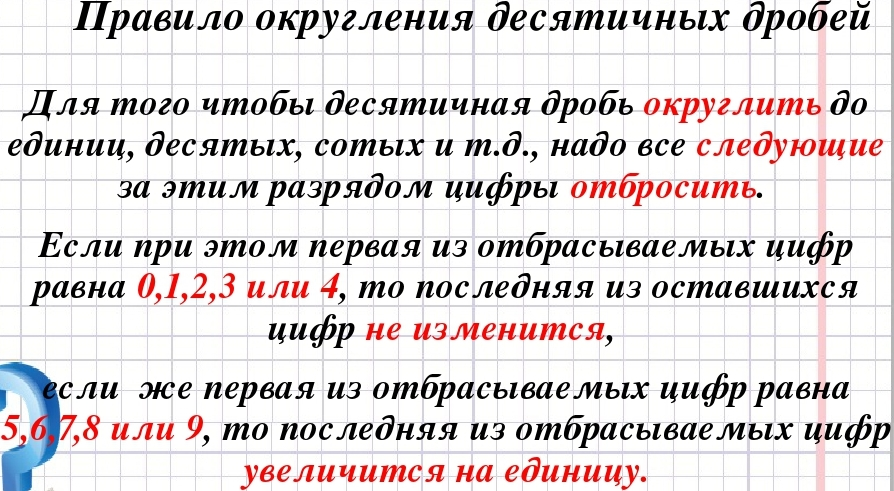 Правило округления десятичных дробей
Для того чтобы десятичная дробь округлить до
единиц, десятых, сотых и т.д., надо все следующие
за этим разрядом цифры отбросить.
Если при этом первая из отбрасываемых цифр
равна 0,1,2,3 или 4, то последняя из оставшихся
цифр не изменится,
если же первая из отбрасываемых цифр равна
5,6,7,8 или 9, то последняя из отбрасываемых цифр
увеличится на единицу.